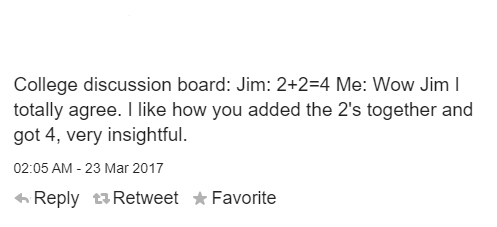 College discussion board: Jim: 2+2=4 Me: Wow Jim I
totally agree. I like how you added the 2's together and
got 4, very insightful.
02:05 AM - 23 Mar 2017
Reply Retweet Favorite